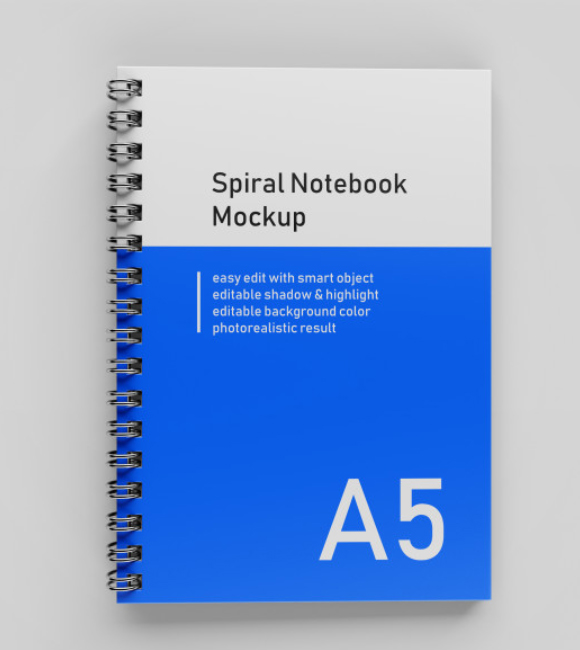 Spiral Notebook
Mockup
easy edit with smart object
editable shadow & highlight
editable background color
photorealistic result
A5